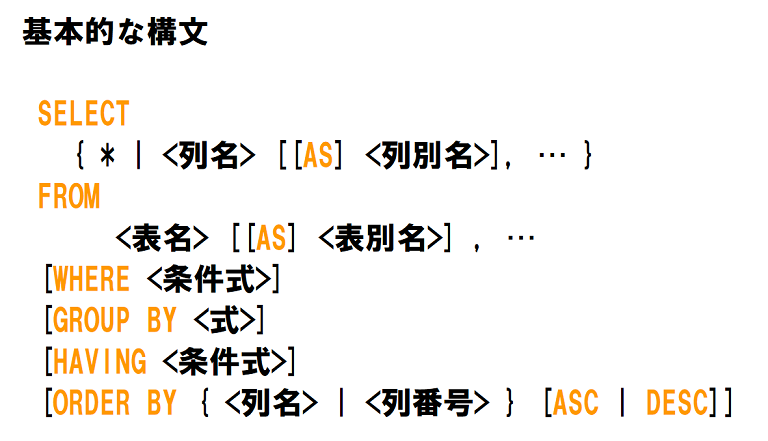 基本的な構文
SELECT
{ * | <列名> [[AS] <列別名>], … }
FROM
<表名> [[AS] <表別名>] , …
[WHERE <条件式>]
[GROUP BY <式>]
[HAVING <条件式>]
[ORDER BY { <列名> | <列番号> } [ASC | DESC]]